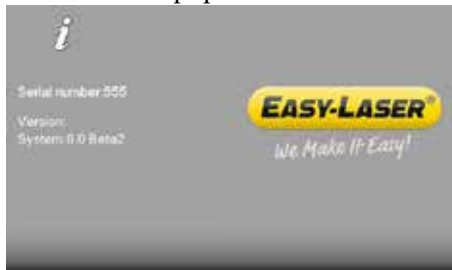 i
Serial number:555
Version:
System:0.0 Beta2
EASY-LASER®
We Make It Easy!